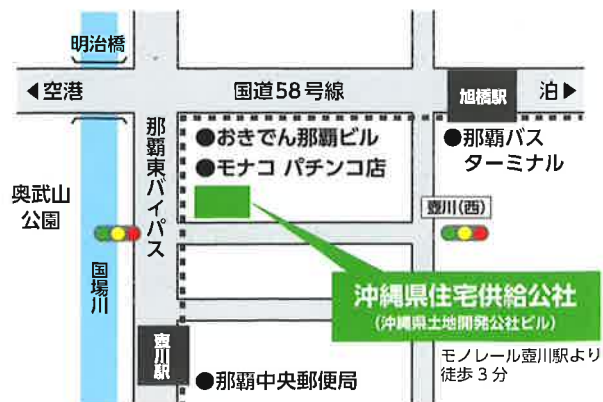 明治橋
◀空港
国道58号線
旭橋駅
泊▶
那覇東バイパス
●おきでん那覇ビル
●モナコ パチンコ店
●那覇バス
ターミナル
奥武山
公園
壺川(西)
国場川
沖縄県住宅供給公社
(沖縄県土地開発公社ビル)
壺川駅
●那覇中央郵便局
モノレール壺川駅より
徒歩3分